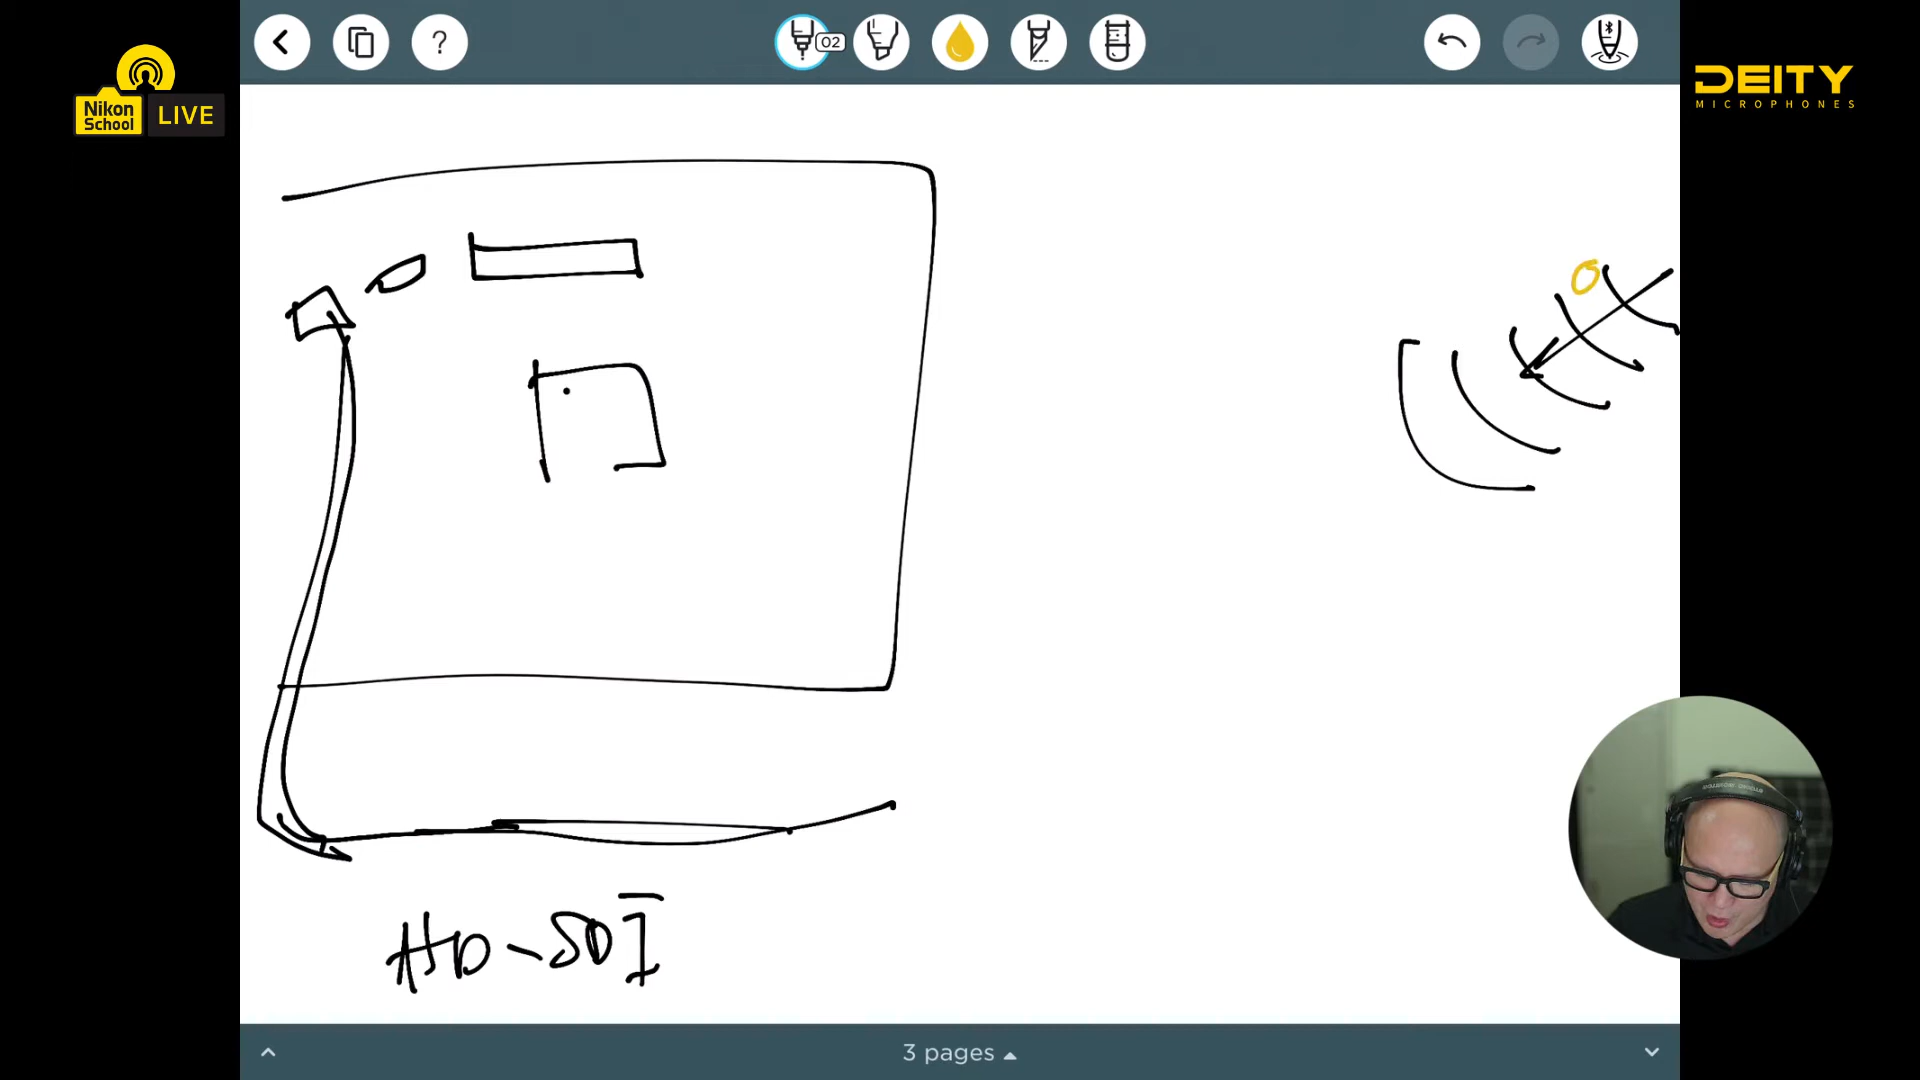 Nikon
School LIVE
?
02
DEITY
MICROPHONES
HD-SDI
3 pages